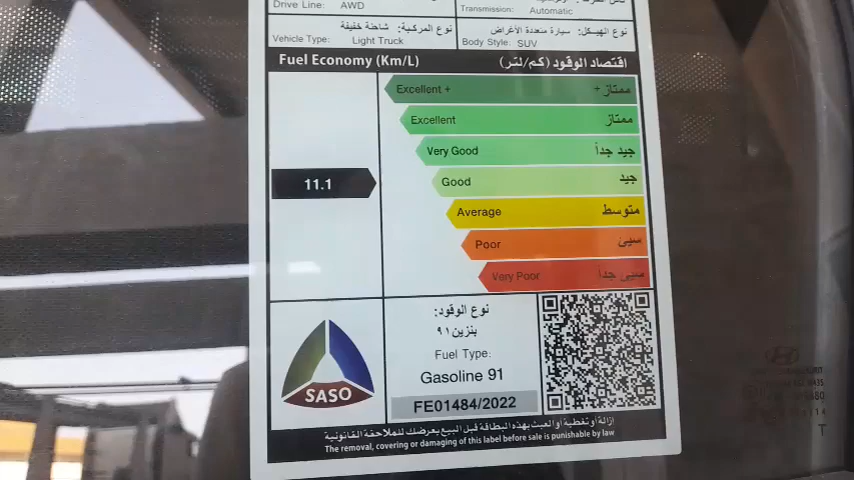 Drive Line: AWD
Transmission: Automatic
نوع المركبة: شاحنة خفيفة
Vehicle Type: Light Truck
نوع الهيكل: سيارة متعددة الأغراض
Body Style: SUV
Fuel Economy (Km/L) اقتصاد الوقود (كم/لتر)
Excellent + ممتاز +
Excellent ممتاز
Very Good جيد جداً
11.1
Good جيد
Average متوسط
Poor سيئ
Very Poor سيئ جداً
نوع الوقود:
بنزين ٩١
Fuel Type:
Gasoline 91
SASO
FE01484/2022
إزالة أو تغطية أو العبث بهذه البطاقة قبل البيع يعرضك للملاحقة القانونية
The removal, covering or damaging of this label before sale is punishable by law